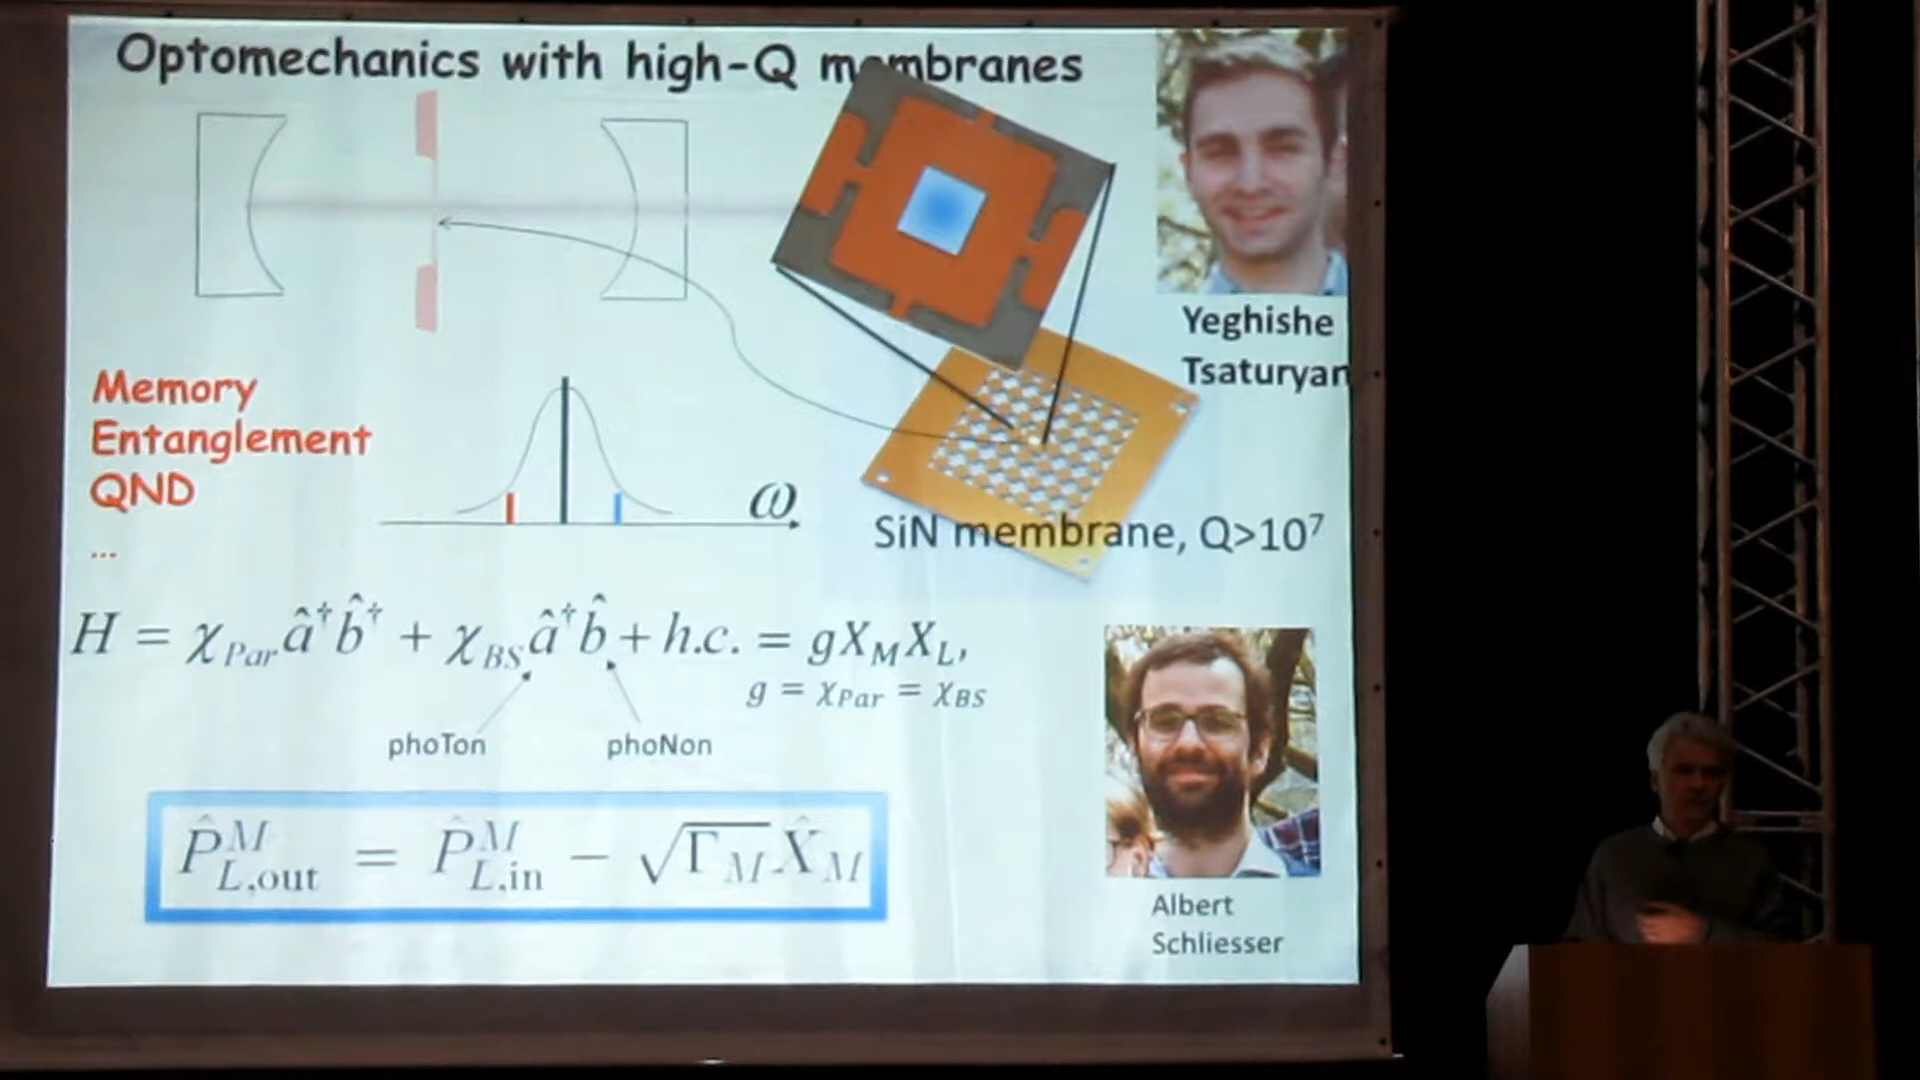 Optomechanics with high-Q membranes
Yeghishe
Tsaturyan
Memory
Entanglement
QND
...
ω
SiN membrane, Q>10⁷
H = χ_Par â†b̂† + χ_BS â†b̂ + h.c. = gX_M X_L,
g = χ_Par = χ_BS
phoTon
phoNon
P̂^M_L,out = P̂^M_L,in − √Γ_M X̂_M
Albert
Schliesser